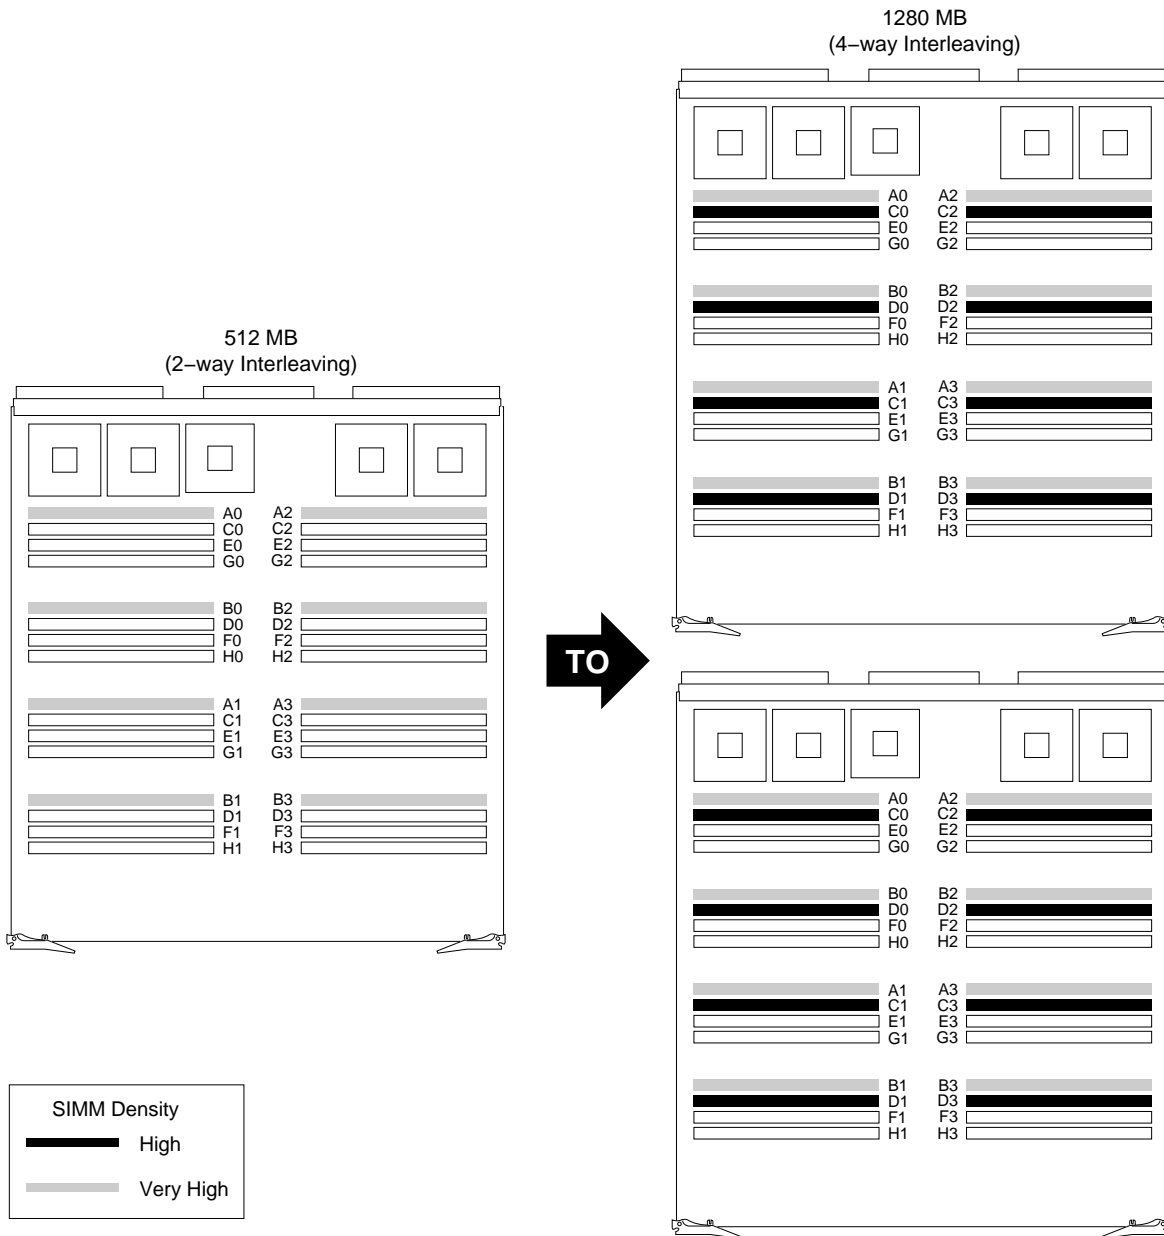 1280 MB
(4−way Interleaving)
A0 A2
C0 C2
E0 E2
G0 G2
B0 B2
D0 D2
F0 F2
H0 H2
A1 A3
C1 C3
E1 E3
G1 G3
B1 B3
D1 D3
F1 F3
H1 H3
512 MB
(2−way Interleaving)
A0 A2
C0 C2
E0 E2
G0 G2
B0 B2
D0 D2
F0 F2
H0 H2
A1 A3
C1 C3
E1 E3
G1 G3
B1 B3
D1 D3
F1 F3
H1 H3
TO
A0 A2
C0 C2
E0 E2
G0 G2
B0 B2
D0 D2
F0 F2
H0 H2
A1 A3
C1 C3
E1 E3
G1 G3
B1 B3
D1 D3
F1 F3
H1 H3
SIMM Density
High
Very High